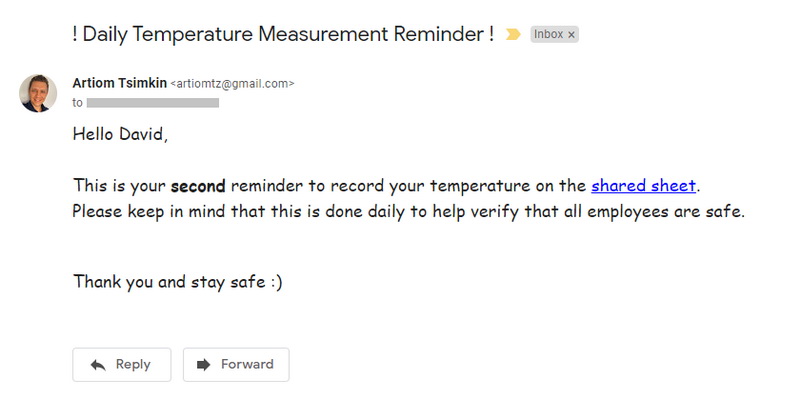 ! Daily Temperature Measurement Reminder ! Inbox x
Artiom Tsimkin <artiomtz@gmail.com>
to
Hello David,
This is your second reminder to record your temperature on the shared sheet.
Please keep in mind that this is done daily to help verify that all employees are safe.
Thank you and stay safe :)
Reply Forward